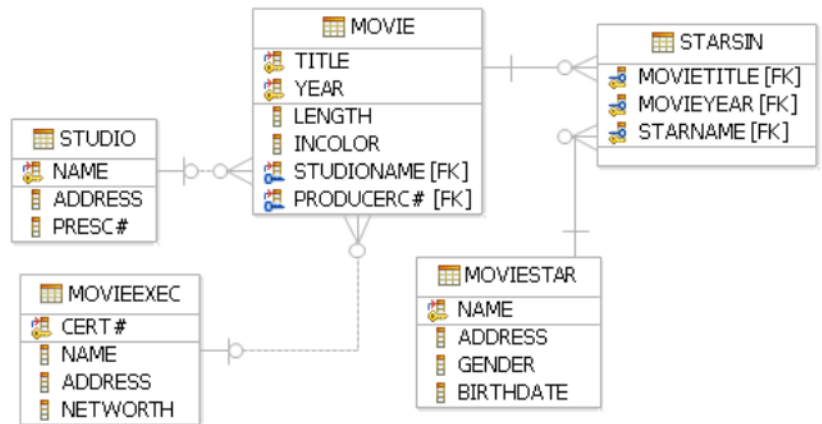 MOVIE
TITLE
YEAR
LENGTH
INCOLOR
STUDIONAME [FK]
PRODUCERC# [FK]
STARSIN
MOVIETITLE [FK]
MOVIEYEAR [FK]
STARNAME [FK]
STUDIO
NAME
ADDRESS
PRESC#
MOVIEEXEC
CERT#
NAME
ADDRESS
NETWORTH
MOVIESTAR
NAME
ADDRESS
GENDER
BIRTHDATE